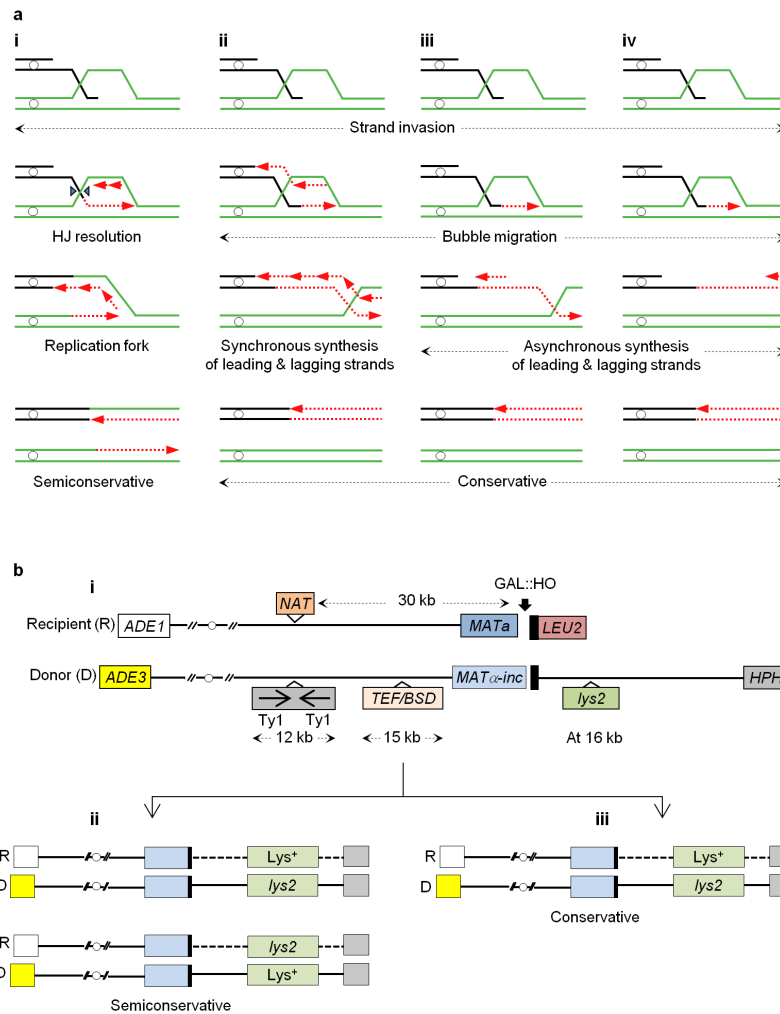 a
i ii iii iv
Strand invasion
HJ resolution Bubble migration
Replication fork Synchronous synthesis
of leading & lagging strands Asynchronous synthesis
of leading & lagging strands
Semiconservative Conservative
b
i GAL::HO
NAT 30 kb
Recipient (R) ADE1 MATa LEU2
Donor (D) ADE3 MATα-inc HPH
TEF/BSD lys2
Ty1 Ty1
12 kb 15 kb At 16 kb
ii iii
R Lys+ R Lys+
D lys2 D lys2
Conservative
R lys2
D Lys+
Semiconservative